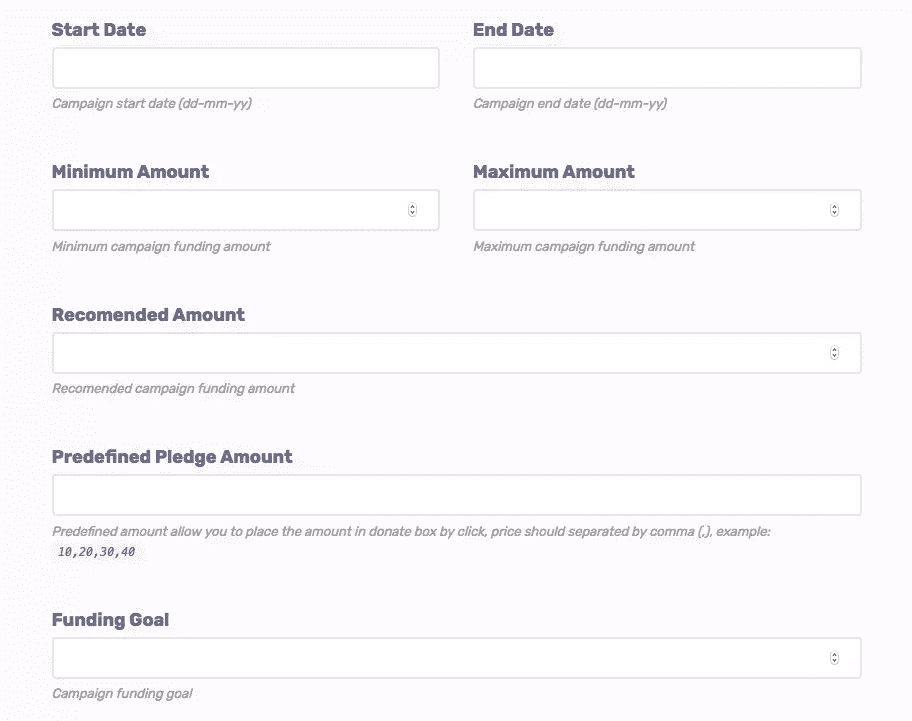 Start Date
End Date
Campaign start date (dd-mm-yy)
Campaign end date (dd-mm-yy)
Minimum Amount
Maximum Amount
Minimum campaign funding amount
Maximum campaign funding amount
Recomended Amount
Recomended campaign funding amount
Predefined Pledge Amount
Predefined amount allow you to place the amount in donate box by click, price should separated by comma (,), example:
10,20,30,40
Funding Goal
Campaign funding goal